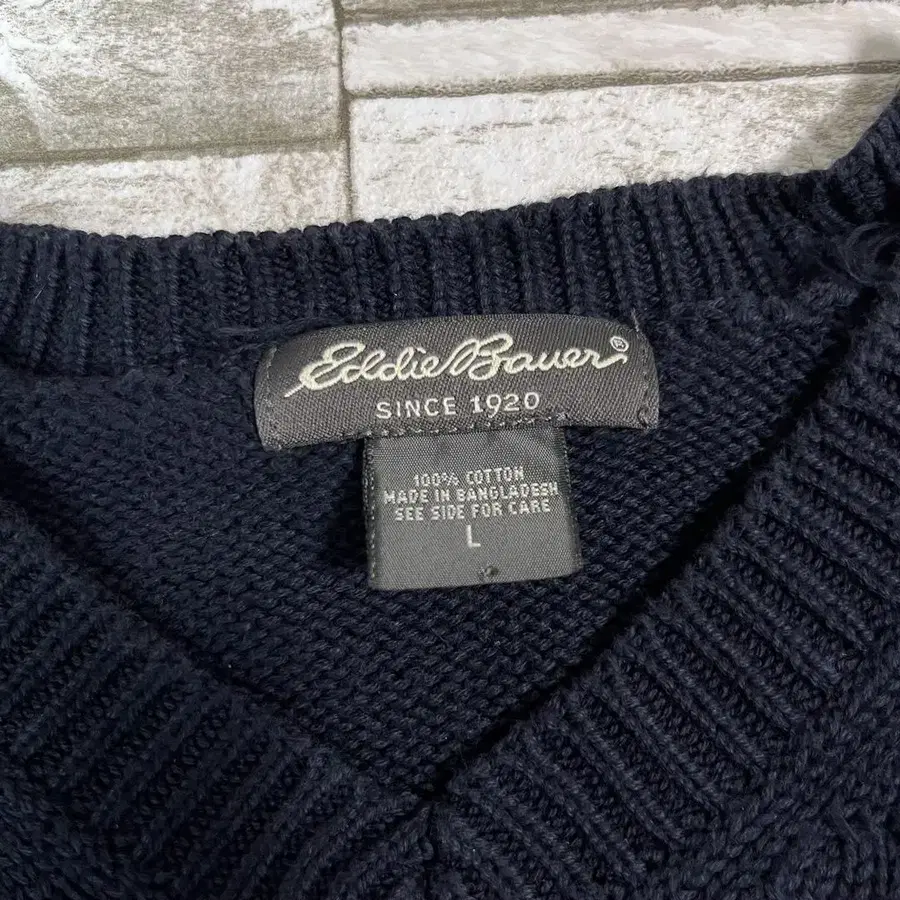 Eddie Bauer®
SINCE 1920
100% COTTON
MADE IN BANGLADESH
SEE SIDE FOR CARE
L